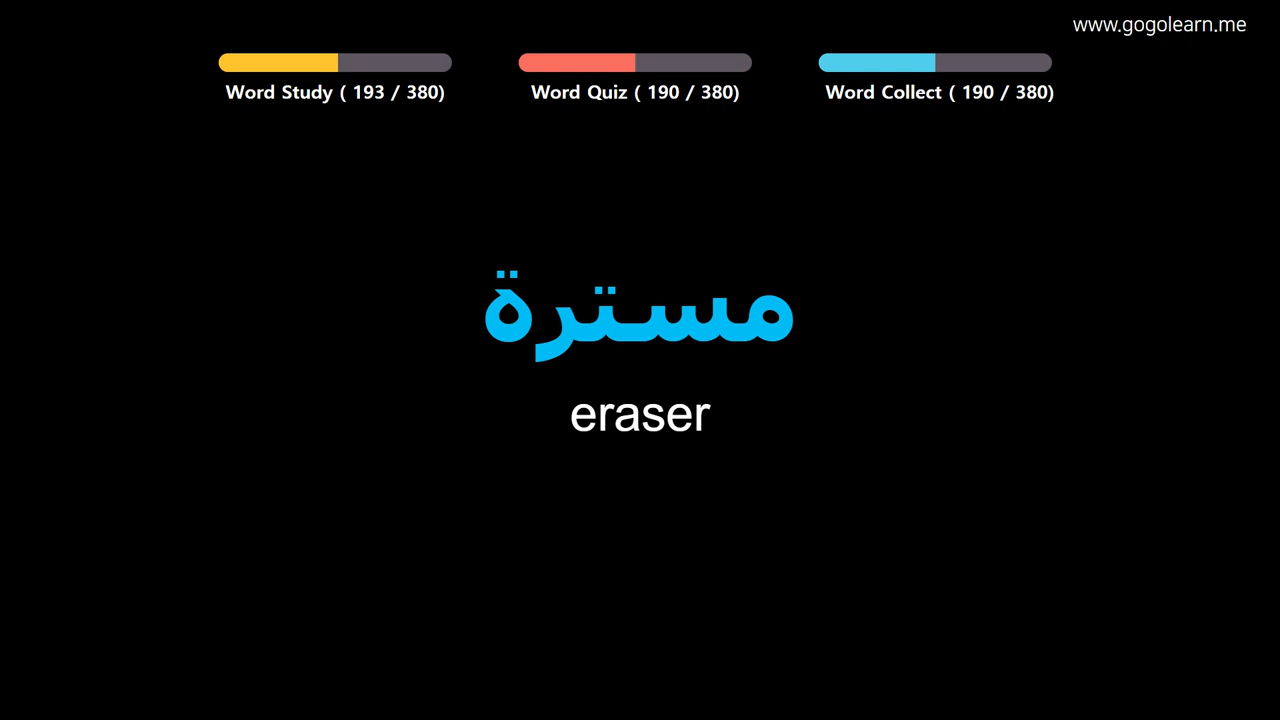 www.gogolearn.me
Word Study ( 193 / 380)
Word Quiz ( 190 / 380)
Word Collect ( 190 / 380)
مسترة
eraser